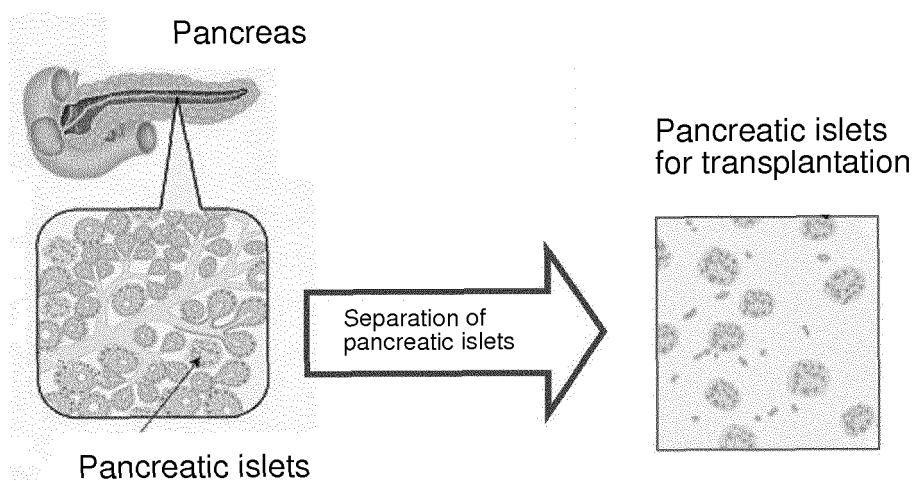 Pancreas
Pancreatic islets
for transplantation
Separation of
pancreatic islets
Pancreatic islets